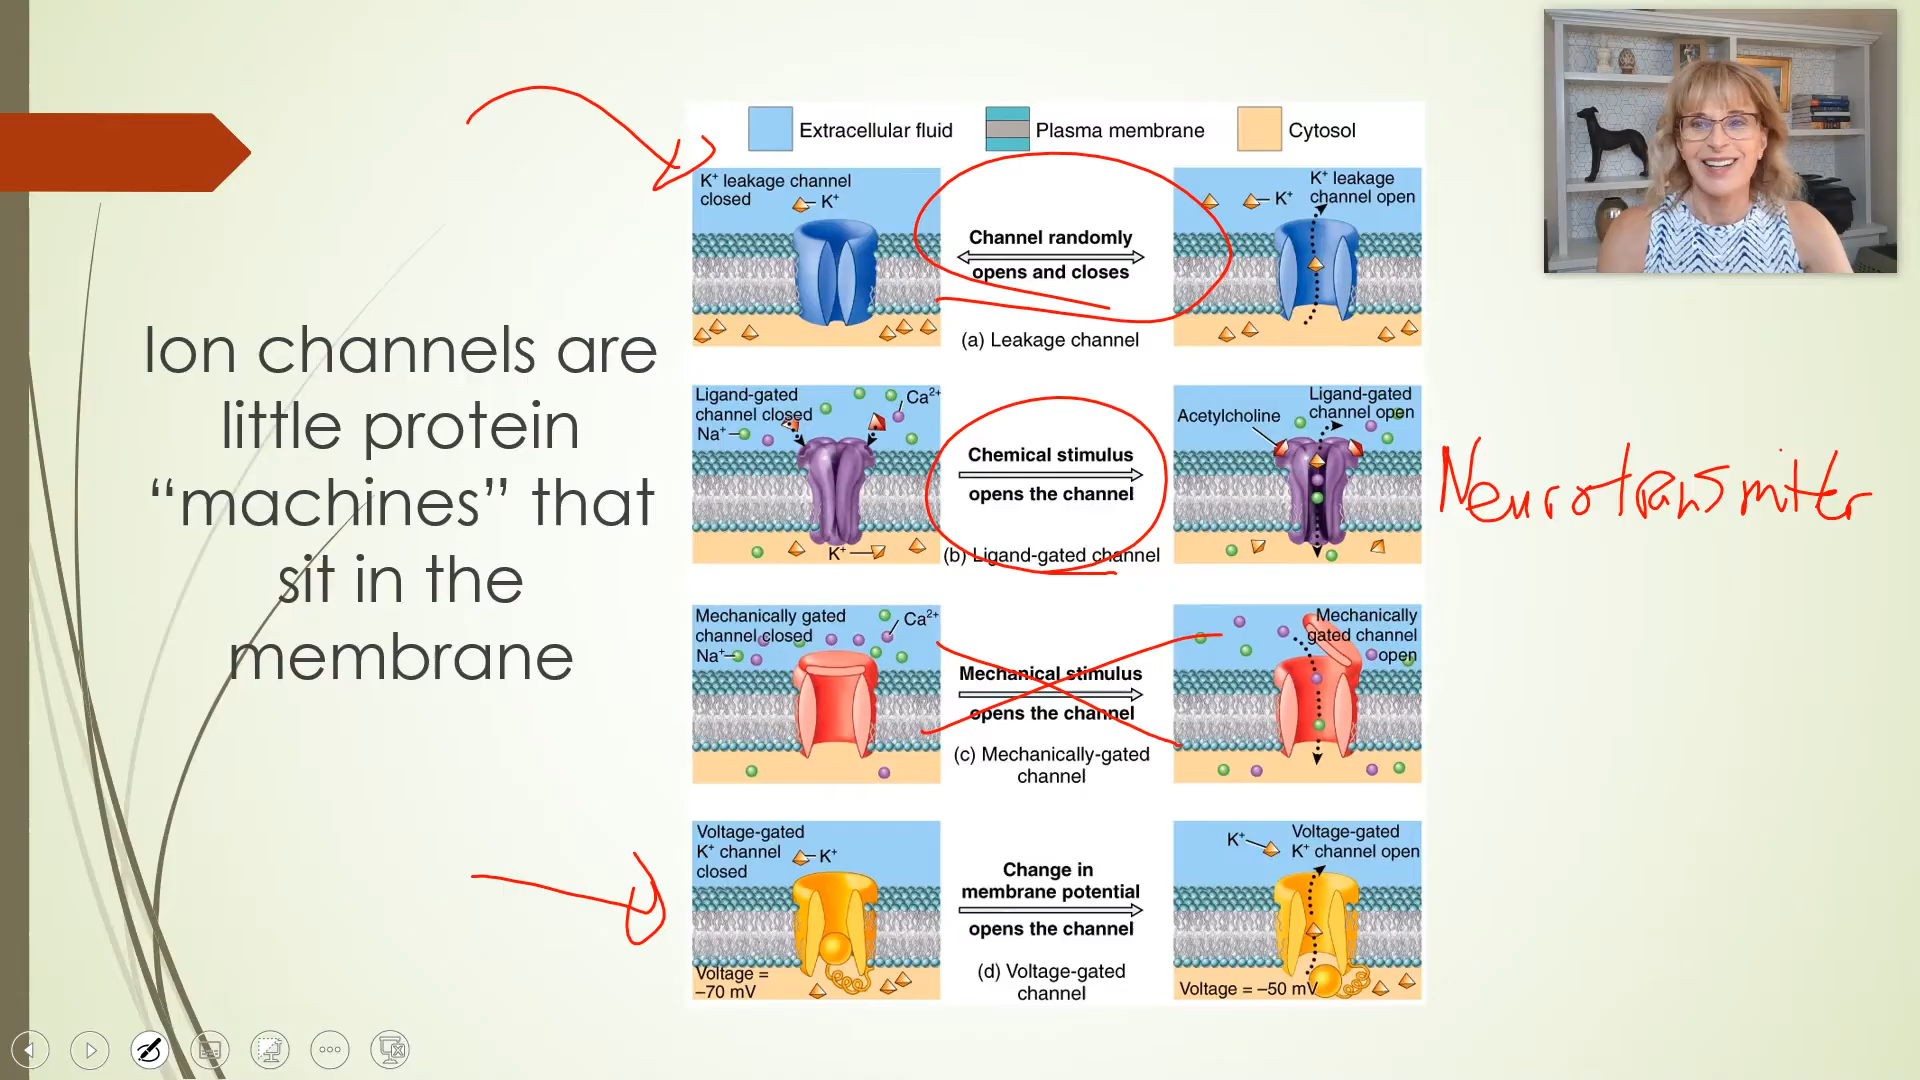 Ion channels are
little protein
“machines” that
sit in the
membrane
Extracellular fluid
Plasma membrane
Cytosol
K+ leakage channel
closed
K+
Channel randomly
opens and closes
(a) Leakage channel
K+ leakage
channel open
K+
Ligand-gated
channel closed
Na+
Ca2+
K+
Chemical stimulus
opens the channel
(b) Ligand-gated channel
Ligand-gated
channel open
Acetylcholine
Neurotransmitter
Mechanically gated
channel closed
Na+
Ca2+
Mechanical stimulus
opens the channel
(c) Mechanically-gated
channel
Mechanically
gated channel
open
Voltage-gated
K+ channel
closed
K+
Voltage =
–70 mV
Change in
membrane potential
opens the channel
(d) Voltage-gated
channel
K+
Voltage-gated
K+ channel open
Voltage = –50 mV